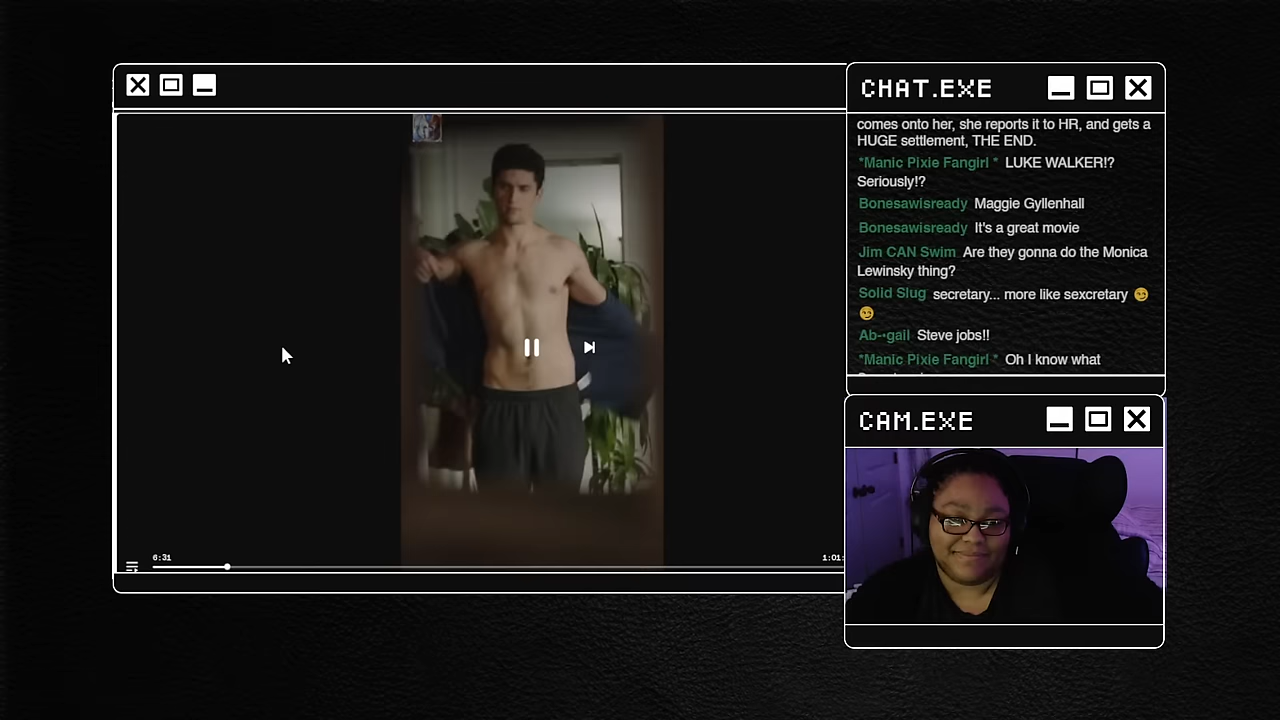 CHAT.EXE
comes onto her, she reports it to HR, and gets a
HUGE settlement, THE END.
*Manic Pixie Fangirl * LUKE WALKER!?
Seriously!?
Bonesawisready Maggie Gyllenhall
Bonesawisready It's a great movie
Jim CAN Swim Are they gonna do the Monica
Lewinsky thing?
Solid Slug secretary... more like sexcretary 😏
😏
Ab-•gail Steve jobs!!
*Manic Pixie Fangirl * Oh I know what
6:31
1:01:
CAM.EXE